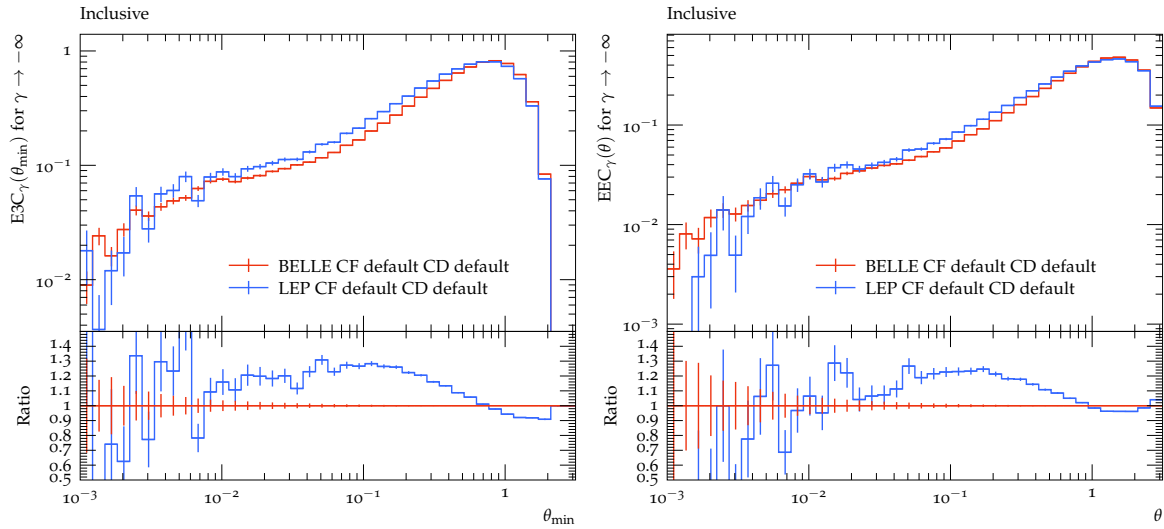 Inclusive
E3Cγ(θmin) for γ → −∞
1
10⁻¹
10⁻²
BELLE CF default CD default
LEP CF default CD default
Ratio
1.4
1.3
1.2
1.1
1
0.9
0.8
0.7
0.6
0.5
10⁻³
10⁻²
10⁻¹
1
θmin
Inclusive
EECγ(θ) for γ → −∞
10⁻¹
10⁻²
10⁻³
BELLE CF default CD default
LEP CF default CD default
Ratio
1.4
1.3
1.2
1.1
1
0.9
0.8
0.7
0.6
0.5
10⁻³
10⁻²
10⁻¹
1
θ